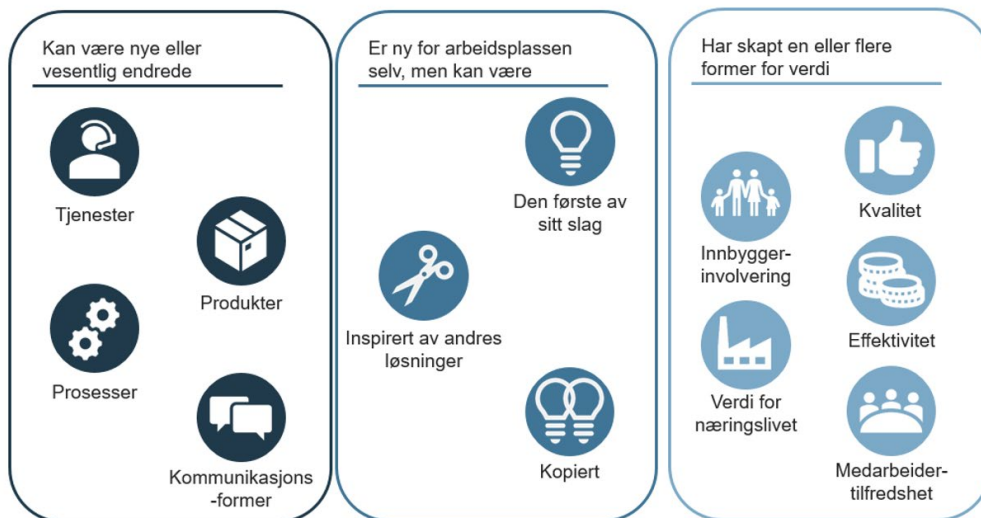 Kan være nye eller
vesentlig endrede
Tjenester
Produkter
Prosesser
Kommunikasjons
-former
Er ny for arbeidsplassen
selv, men kan være
Den første av
sitt slag
Inspirert av andres
løsninger
Kopiert
Har skapt en eller flere
former for verdi
Kvalitet
Innbygger-
involvering
Effektivitet
Verdi for
næringslivet
Medarbeider-
tilfredshet